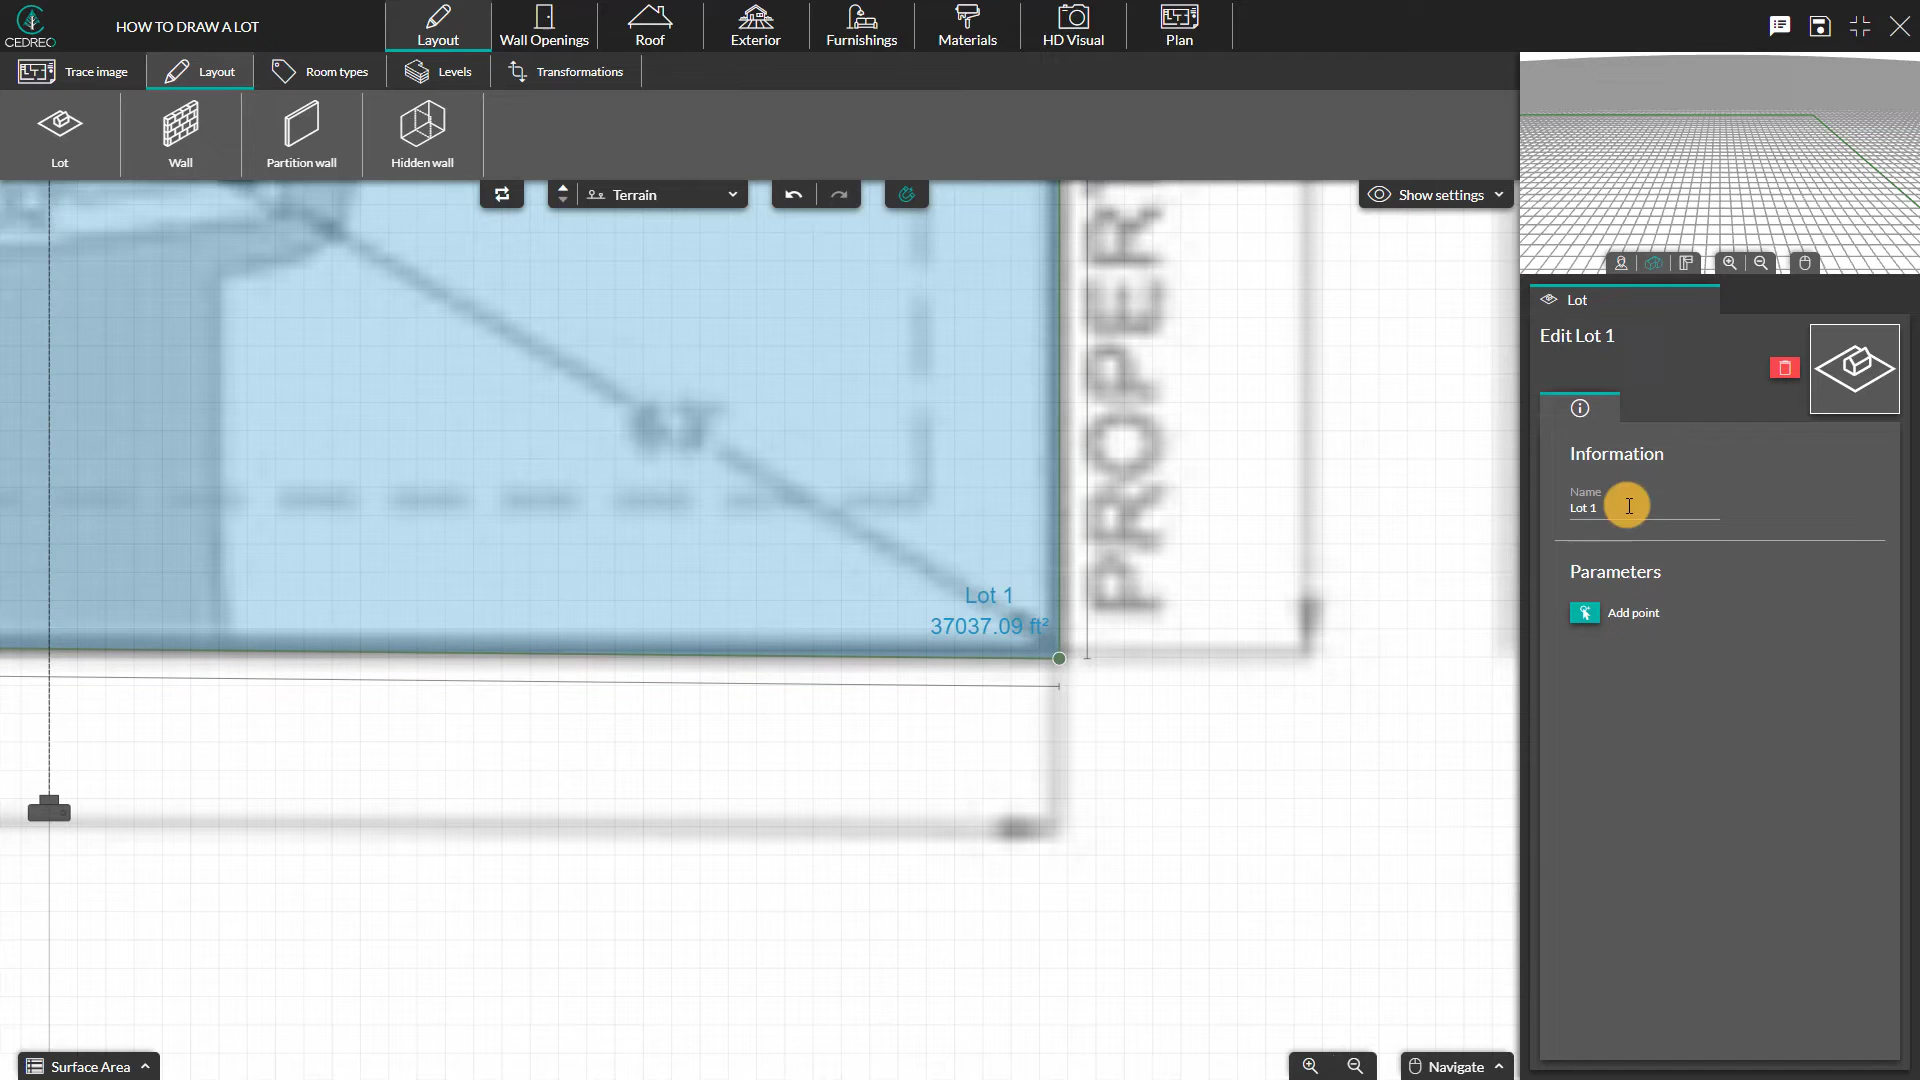 CEDREO
HOW TO DRAW A LOT
Layout
Wall Openings
Roof
Exterior
Furnishings
Materials
HD Visual
Plan
Trace image
Layout
Room types
Levels
Transformations
Lot
Wall
Partition wall
Hidden wall
Terrain
Show settings
PROPER
Lot 1
37037.09 ft²
Lot
Edit Lot 1
Information
Name
Lot 1
Parameters
Add point
Surface Area
Navigate